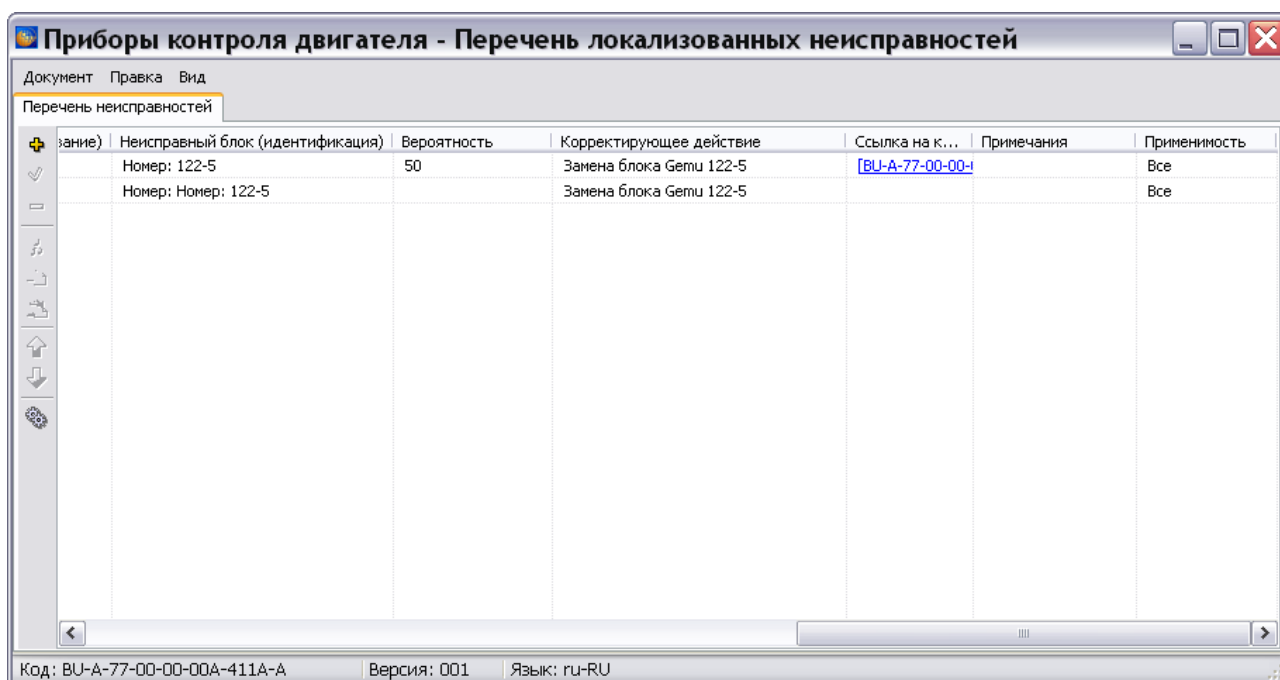 Приборы контроля двигателя - Перечень локализованных неисправностей
Документ Правка Вид
Перечень неисправностей
зание) Неисправный блок (идентификация) Вероятность Корректирующее действие Ссылка на к... Примечания Применимость
Номер: 122-5 50 Замена блока Gemu 122-5 [BU-A-77-00-00- Все
Номер: Номер: 122-5 Замена блока Gemu 122-5 Все
Код: BU-A-77-00-00-00A-411A-A Версия: 001 Язык: ru-RU